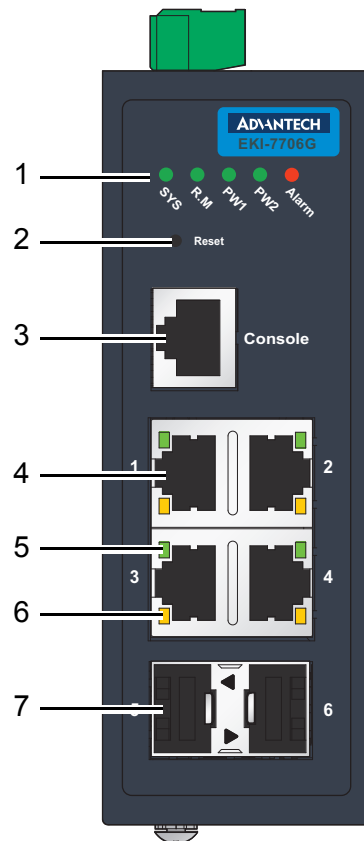 ADVANTECH
EKI-7706G
1
SYS R.M PW1 PW2 Alarm
2
Reset
3
Console
4
1
2
5
3
4
6
7
6